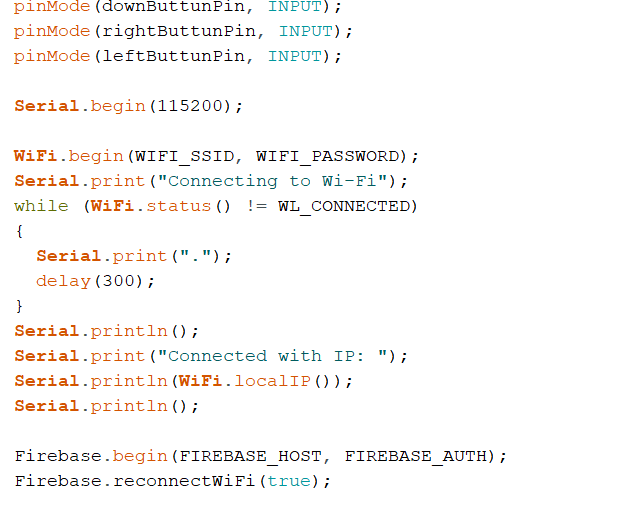 pinMode(downButtunPin, INPUT);
pinMode(rightButtunPin, INPUT);
pinMode(leftButtunPin, INPUT);
Serial.begin(115200);
WiFi.begin(WIFI_SSID, WIFI_PASSWORD);
Serial.print("Connecting to Wi-Fi");
while (WiFi.status() != WL_CONNECTED)
{
Serial.print(".");
delay(300);
}
Serial.println();
Serial.print("Connected with IP: ");
Serial.println(WiFi.localIP());
Serial.println();
Firebase.begin(FIREBASE_HOST, FIREBASE_AUTH);
Firebase.reconnectWiFi(true);